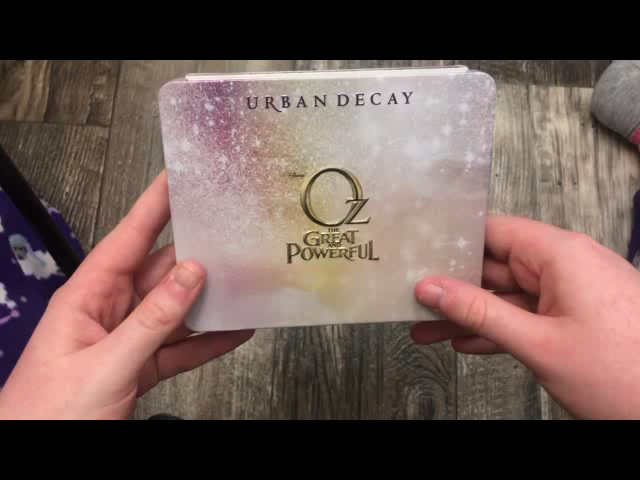 URBAN DECAY
Disney
Oz
THE
GREAT
AND
POWERFUL